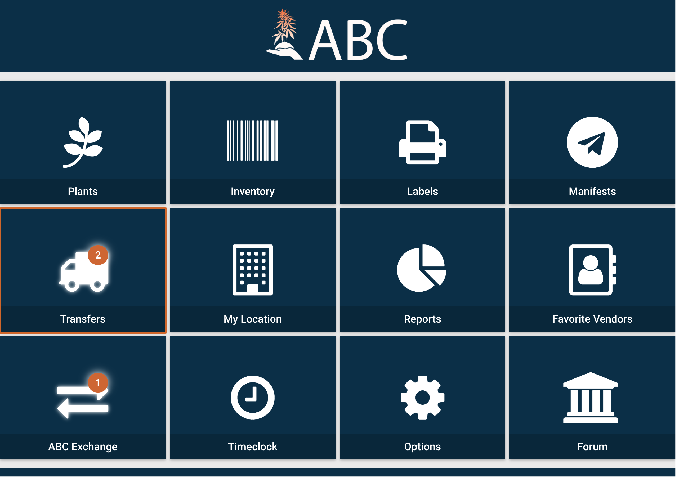 ABC
Plants
Inventory
Labels
Manifests
2
Transfers
My Location
Reports
Favorite Vendors
1
ABC Exchange
Timeclock
Options
Forum